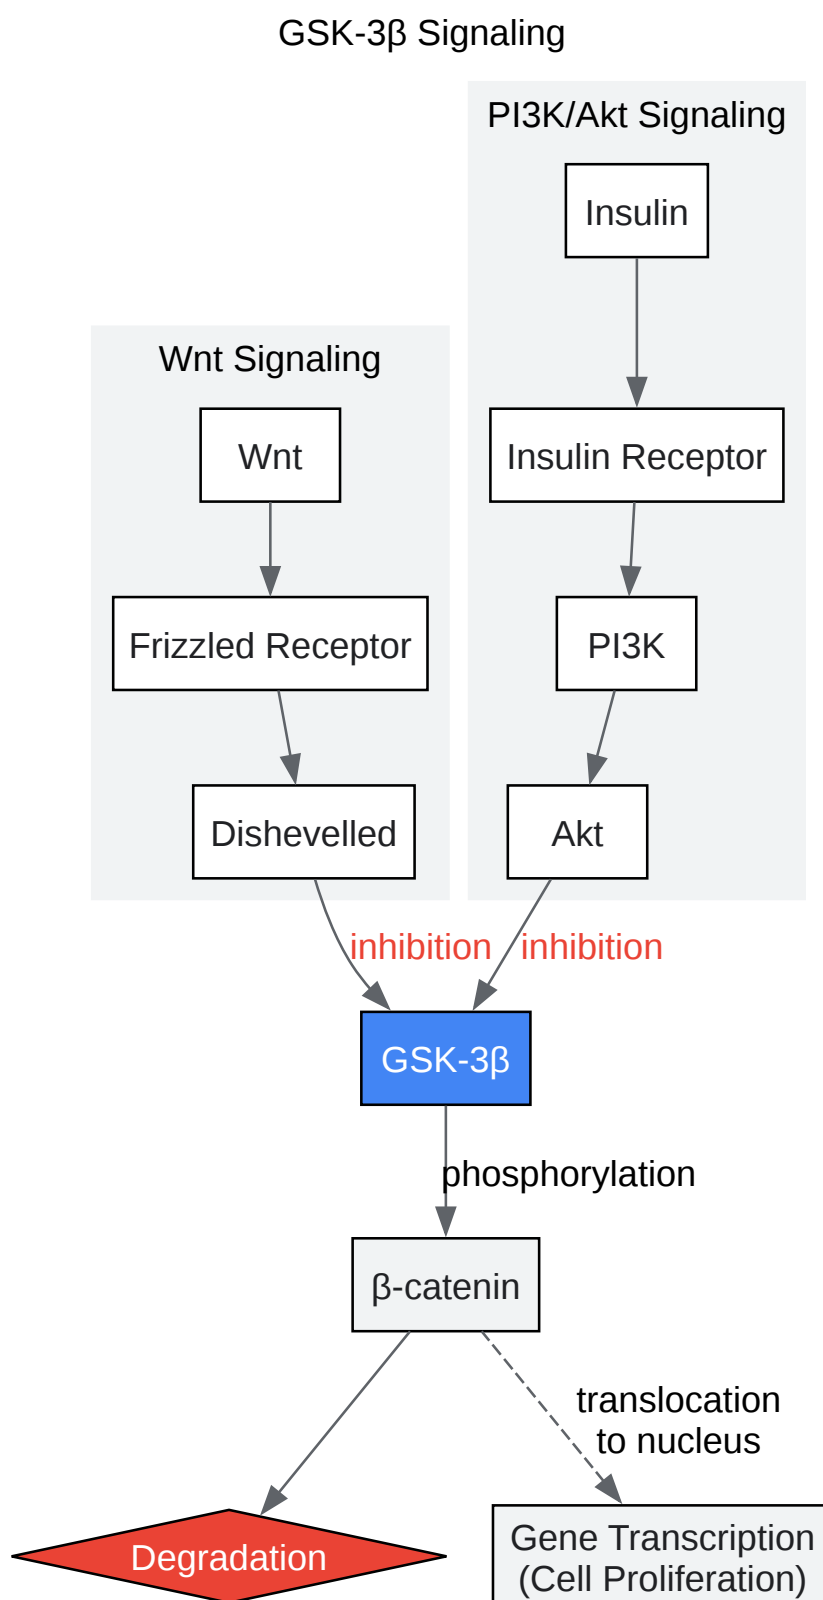 GSK-3β Signaling
PI3K/Akt Signaling
Insulin
Wnt Signaling
Wnt
Insulin Receptor
Frizzled Receptor
PI3K
Dishevelled
Akt
inhibition
inhibition
GSK-3β
phosphorylation
β-catenin
translocation
to nucleus
Degradation
Gene Transcription
(Cell Proliferation)